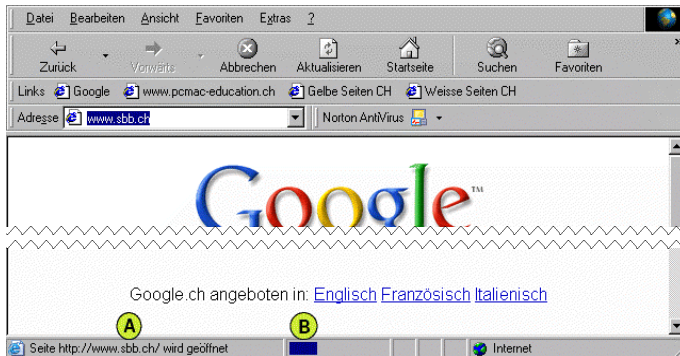 Datei Bearbeiten Ansicht Favoriten Extras ?
Zurück Vorwärts Abbrechen Aktualisieren Startseite Suchen Favoriten »
Links Google www.pcmac-education.ch Gelbe Seiten CH Weisse Seiten CH
Adresse www.sbb.ch Norton AntiVirus
Google™
Google.ch angeboten in: Englisch Französisch Italienisch
A B
Seite http://www.sbb.ch/ wird geöffnet Internet